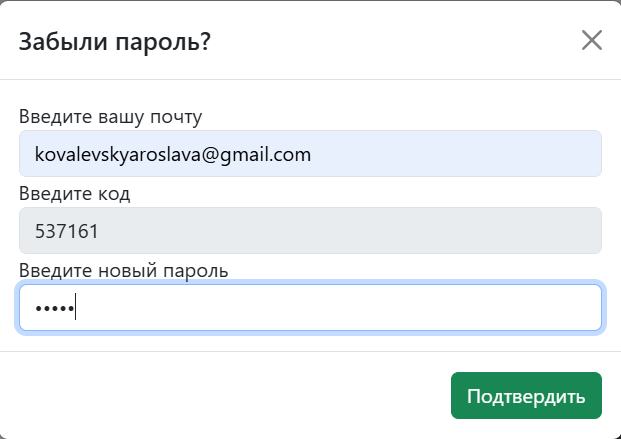 Забыли пароль?
Введите вашу почту
kovalevskyaroslava@gmail.com
Введите код
537161
Введите новый пароль
•••••
Подтвердить